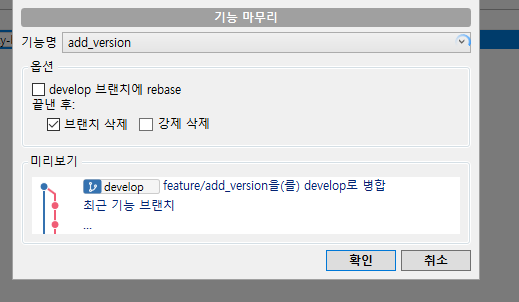 기능 마무리
기능명 add_version
옵션
develop 브랜치에 rebase
끝낸 후:
브랜치 삭제 강제 삭제
미리보기
develop feature/add_version을(를) develop로 병합
최근 기능 브랜치
...
확인 취소